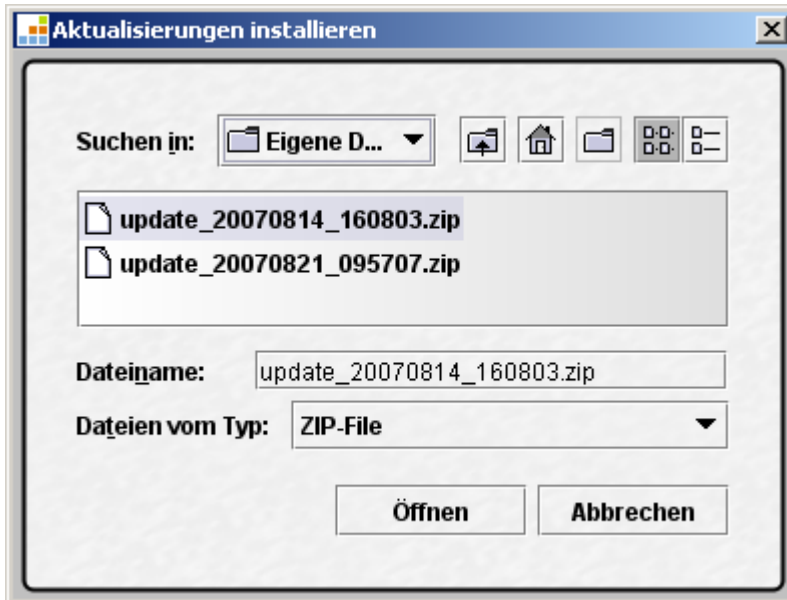 Aktualisierungen installieren
Suchen in: Eigene D...
update_20070814_160803.zip
update_20070821_095707.zip
Dateiname: update_20070814_160803.zip
Dateien vom Typ: ZIP-File
Öffnen Abbrechen